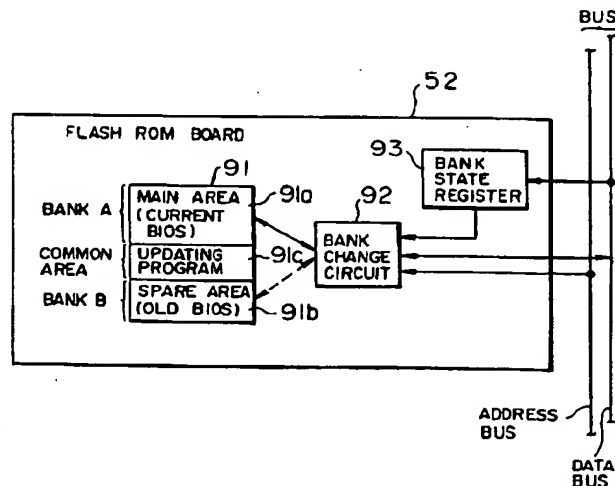 BUS
52
FLASH ROM BOARD
93
BANK
STATE
REGISTER
91
BANK A
MAIN AREA
(CURRENT
BIOS)
91a
92
BANK
CHANGE
CIRCUIT
COMMON
AREA
UPDATING
PROGRAM
91c
BANK B
SPARE AREA
(OLD BIOS)
91b
ADDRESS
BUS
DATA
BUS